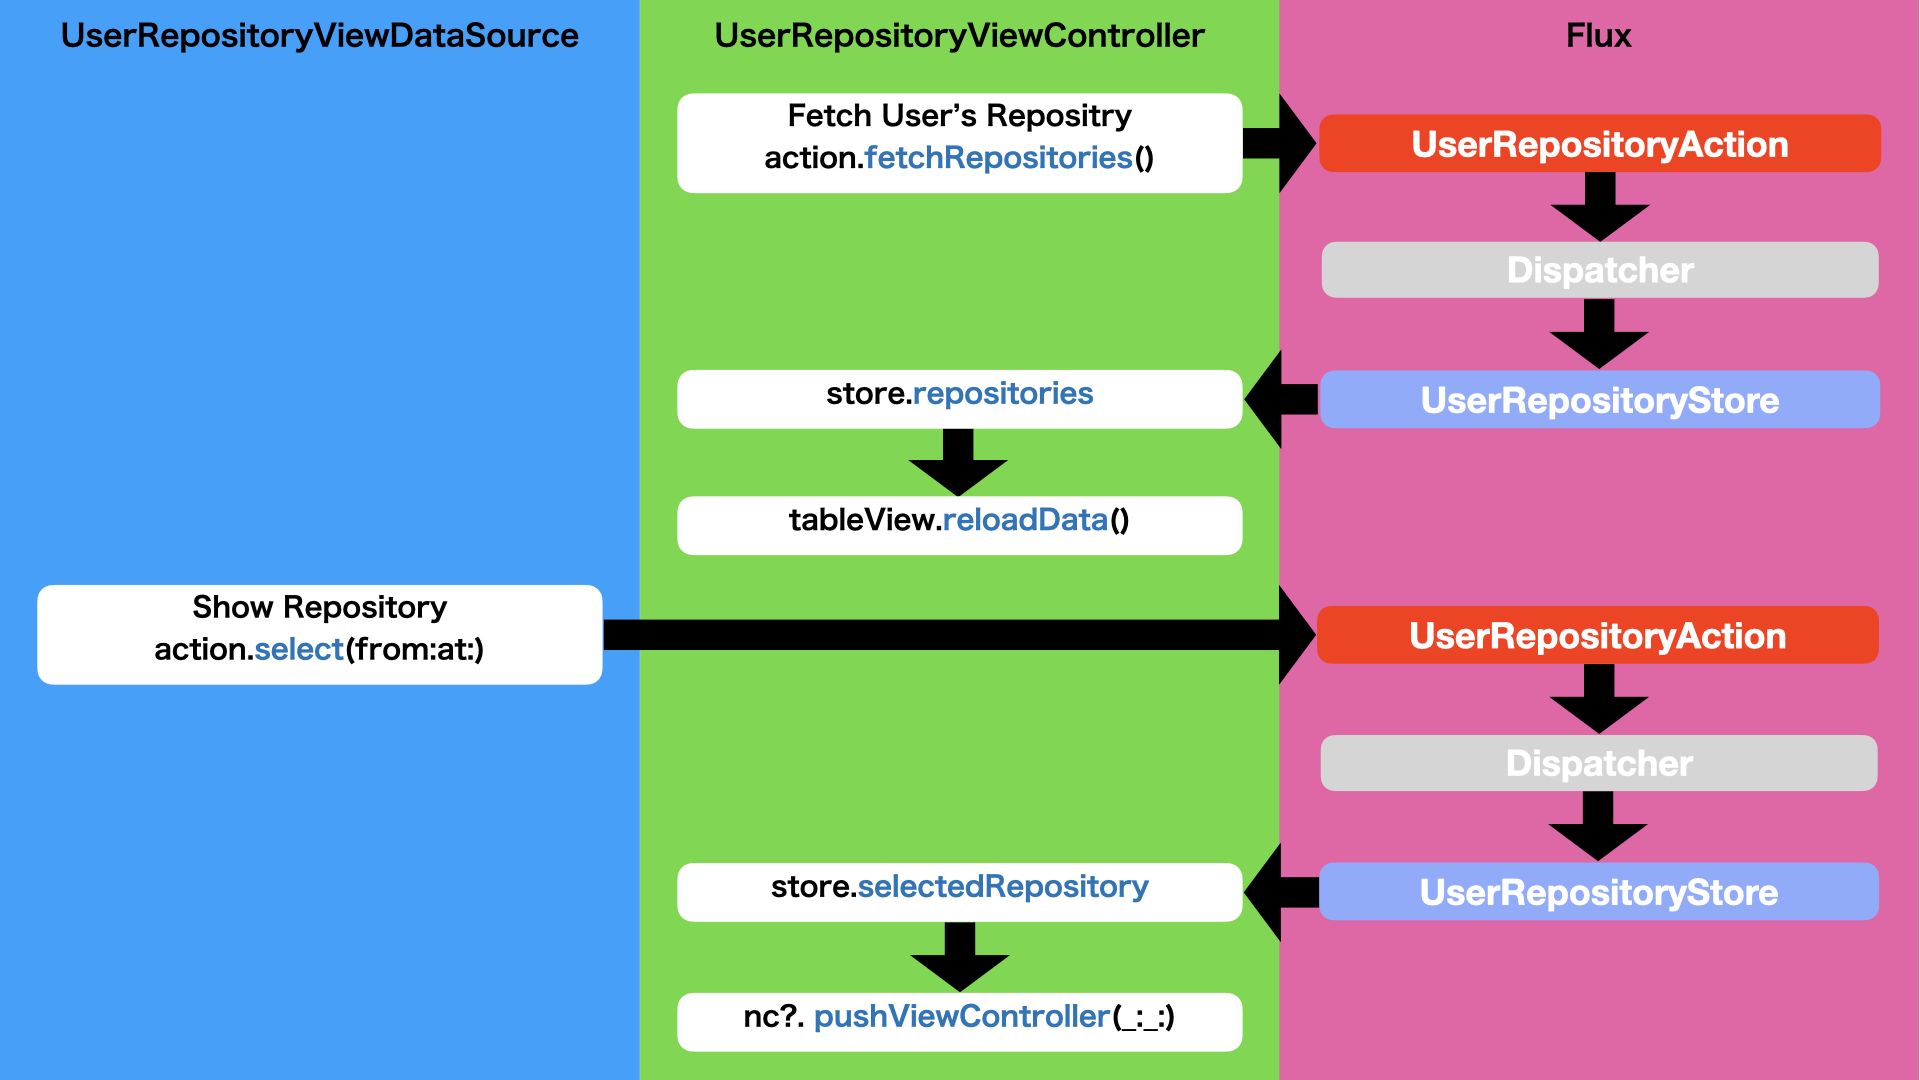 UserRepositoryViewDataSource
UserRepositoryViewController
Flux
Fetch User’s Repositry
action.fetchRepositories()
UserRepositoryAction
Dispatcher
store.repositories
UserRepositoryStore
tableView.reloadData()
Show Repository
action.select(from:at:)
UserRepositoryAction
Dispatcher
store.selectedRepository
UserRepositoryStore
nc?. pushViewController(_:_:)